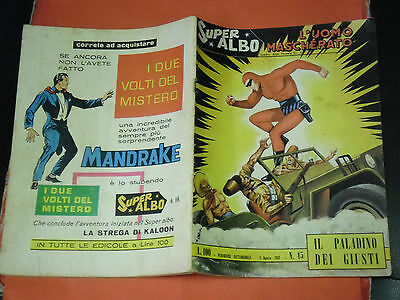 correte ad acquistare
SE ANCORA
NON L'AVETE
FATTO
I DUE
VOLTI DEL
MISTERO
una incredibile
avventura del
sempre più
sorprendente
MANDRAKE
è lo stupendo
I DUE
VOLTI DEL
MISTERO
SUPER
ALBO
N. 44
Che conclude l'avventura iniziata nel Super albo:
LA STREGA DI KALOON
IN TUTTE LE EDICOLE a Lire 100
SUPER
ALBO
L'UOMO
MASCHERATO
L. 100
PERIODICO SETTIMANALE
N. 45
IL PALADINO
DEI GIUSTI